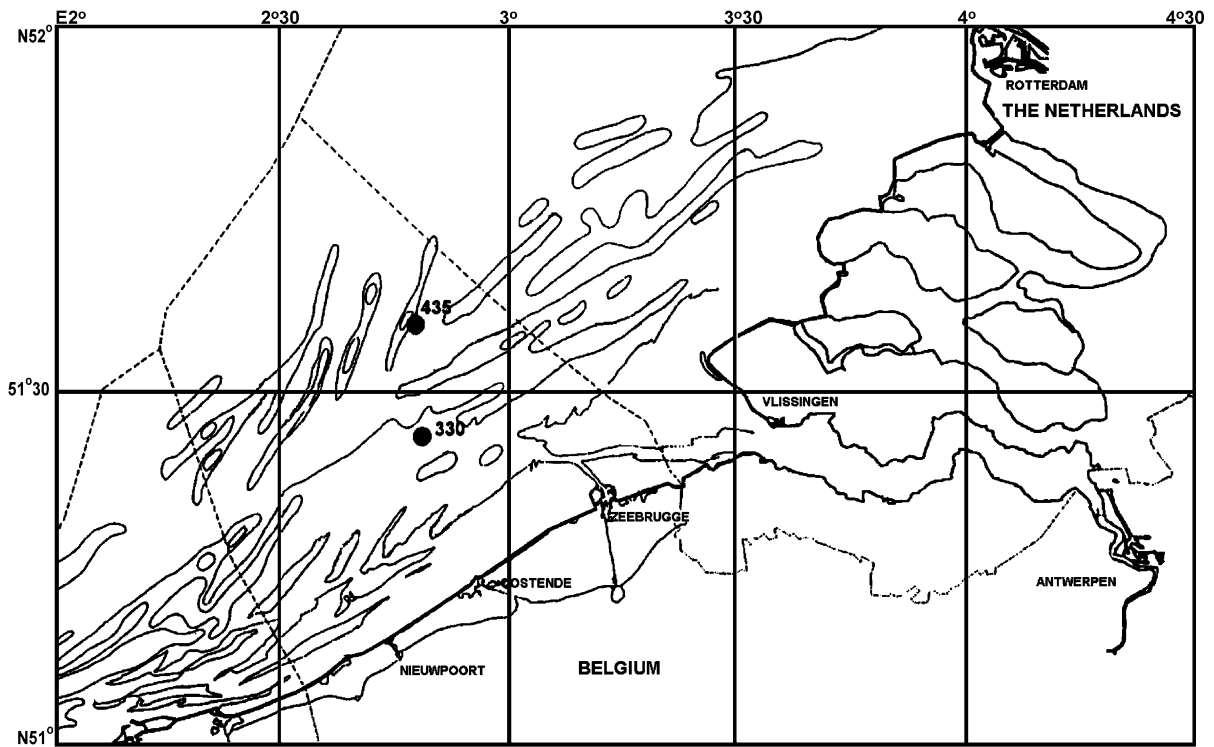 E2° 2°30 3° 3°30 4° 4°30
N52°
ROTTERDAM
THE NETHERLANDS
435
51°30
VLISSINGEN
330
ZEEBRUGGE
OOSTENDE
ANTWERPEN
NIEUWPOORT
BELGIUM
N51°